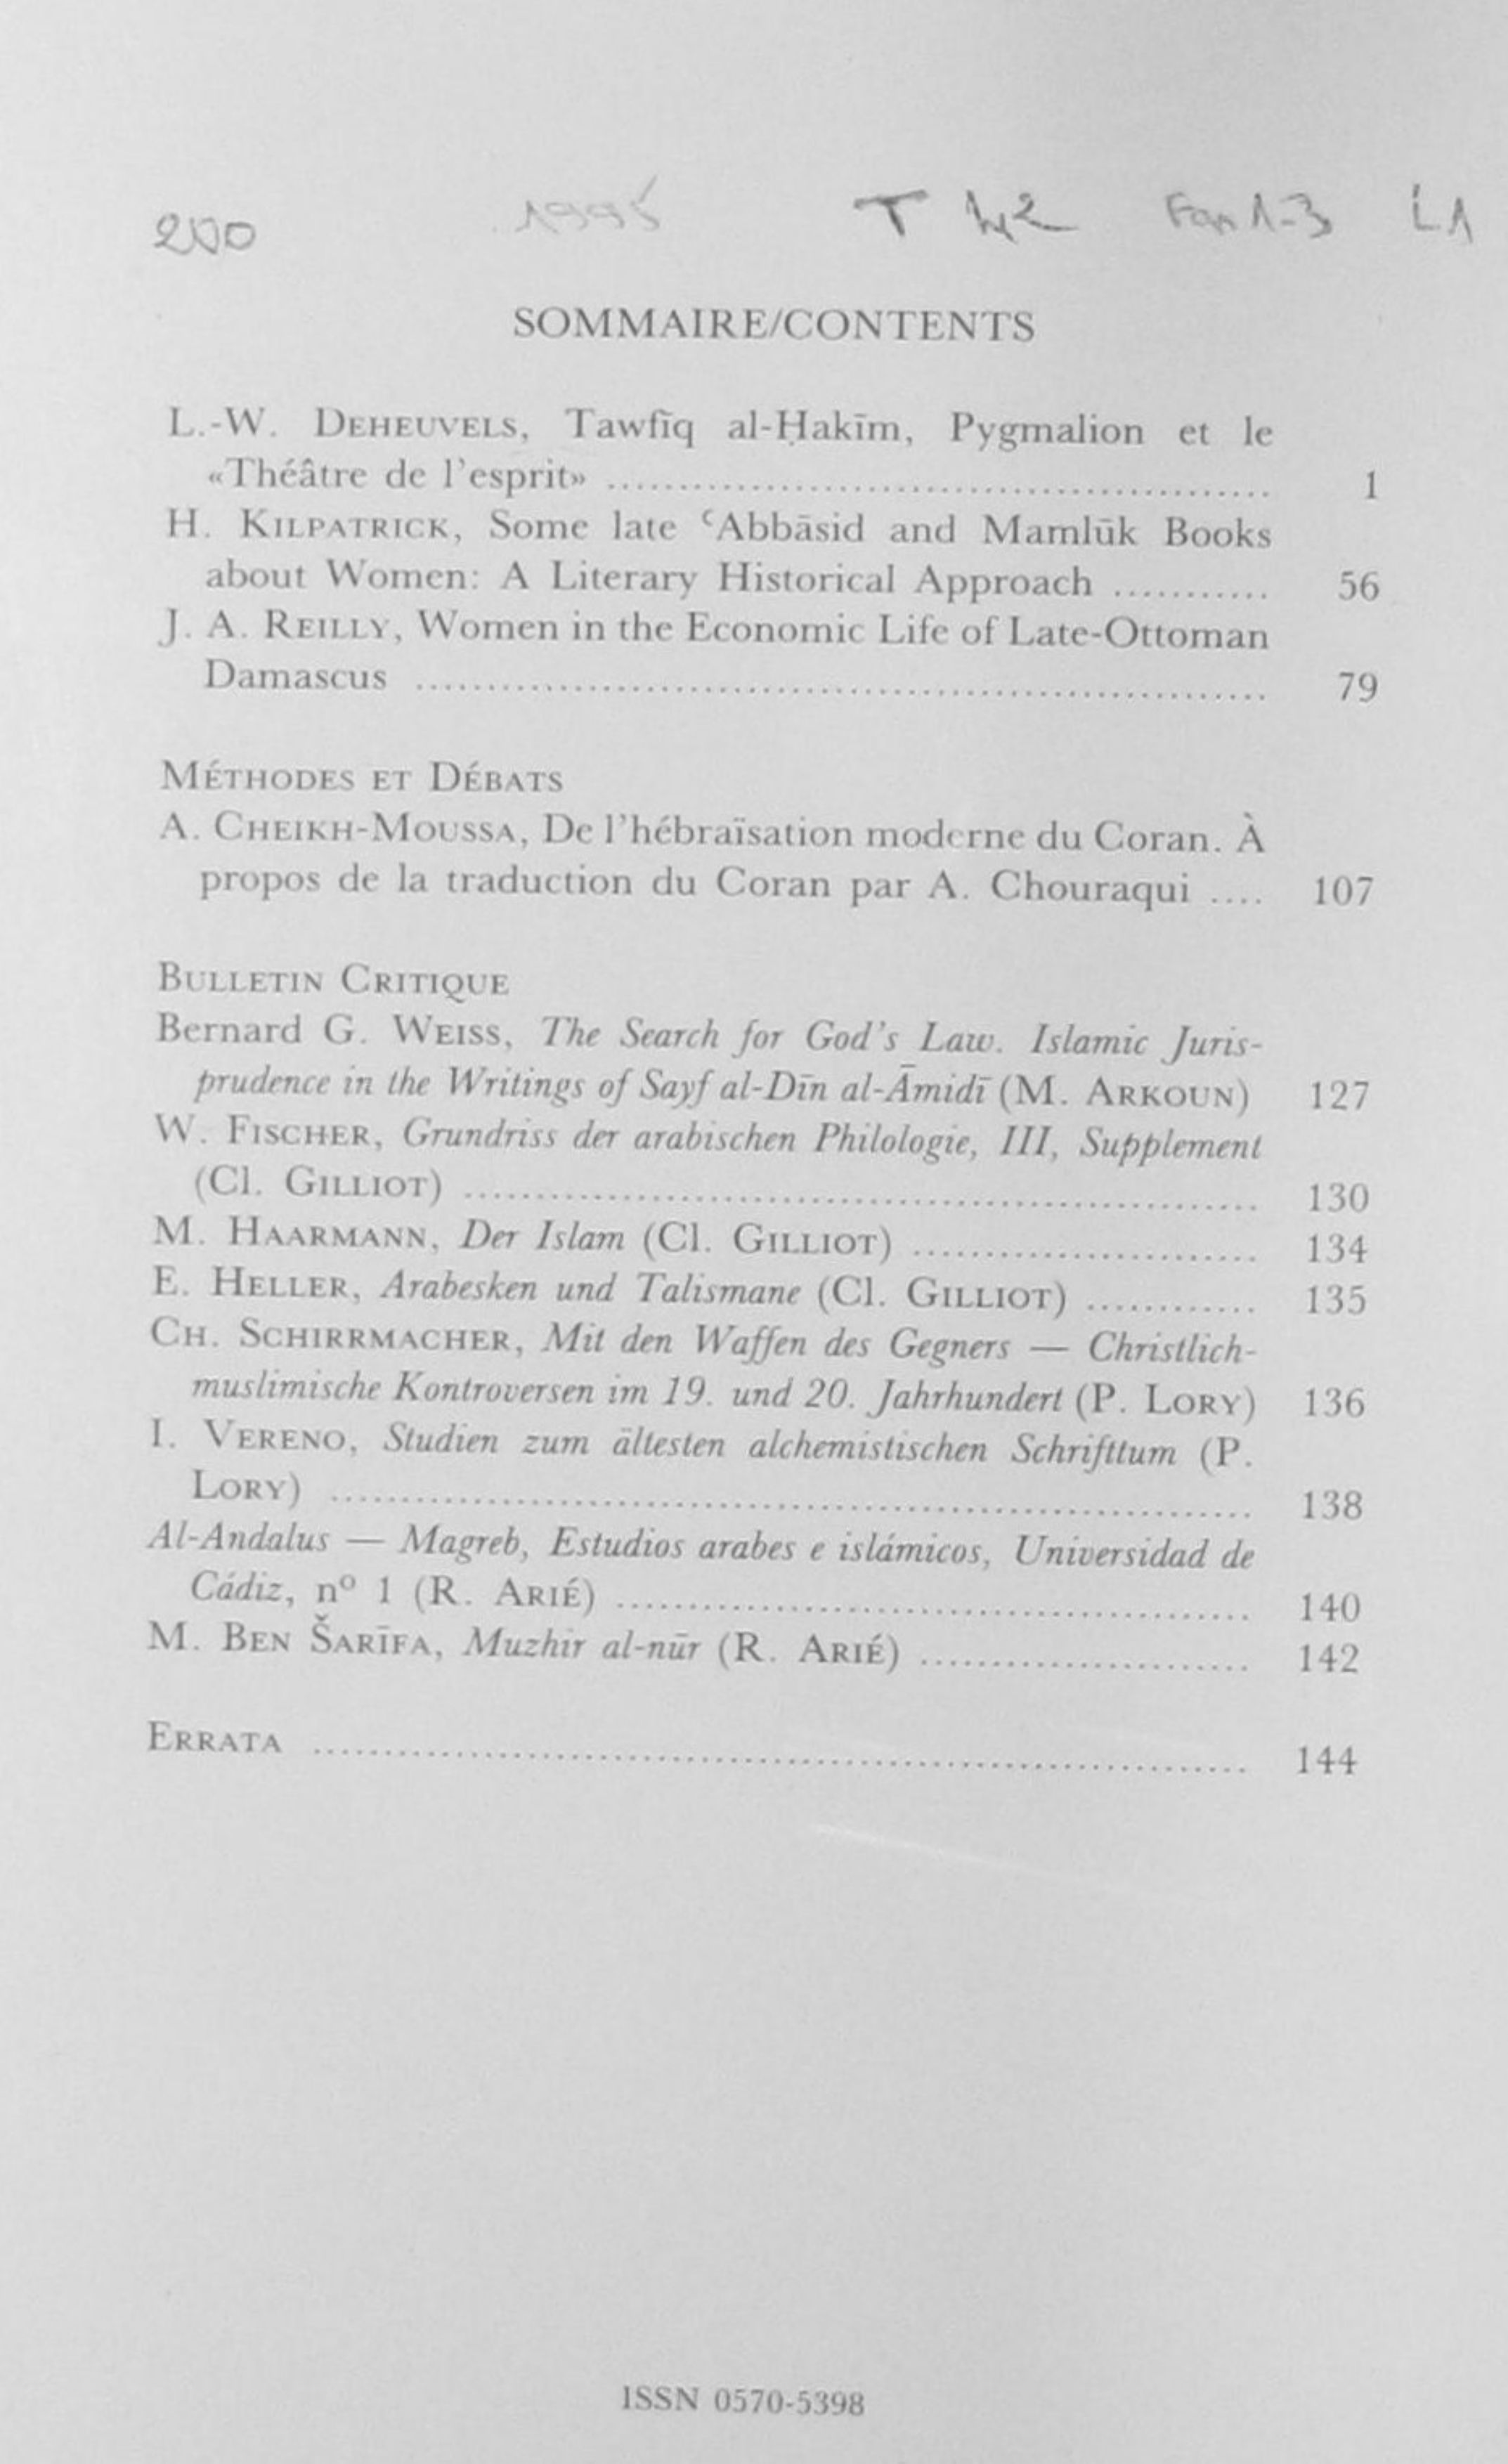 200 1995 T 42 Fas 1-3 L1
SOMMAIRE/CONTENTS
L.-W. DEHEUVELS, Tawfīq al-Ḥakīm, Pygmalion et le
«Théâtre de l'esprit» ............................................... 1
H. KILPATRICK, Some late ʿAbbāsid and Mamlūk Books
about Women: A Literary Historical Approach ........... 56
J. A. REILLY, Women in the Economic Life of Late-Ottoman
Damascus ............................................................. 79
MÉTHODES ET DÉBATS
A. CHEIKH-MOUSSA, De l'hébraïsation moderne du Coran. À
propos de la traduction du Coran par A. Chouraqui .... 107
BULLETIN CRITIQUE
Bernard G. WEISS, The Search for God's Law. Islamic Juris-
prudence in the Writings of Sayf al-Dīn al-Āmidī (M. ARKOUN) 127
W. FISCHER, Grundriss der arabischen Philologie, III, Supplement
(Cl. GILLIOT) ......................................................... 130
M. HAARMANN, Der Islam (Cl. GILLIOT) ......................... 134
E. HELLER, Arabesken und Talismane (Cl. GILLIOT) ............ 135
CH. SCHIRRMACHER, Mit den Waffen des Gegners — Christlich-
muslimische Kontroversen im 19. und 20. Jahrhundert (P. LORY) 136
I. VERENO, Studien zum ältesten alchemistischen Schrifttum (P.
LORY) .................................................................. 138
Al-Andalus — Magreb, Estudios arabes e islámicos, Universidad de
Cádiz, nº 1 (R. ARIÉ) ............................................. 140
M. BEN ŠARĪFA, Muzhir al-nūr (R. ARIÉ) ........................ 142
ERRATA ................................................................... 144
ISSN 0570-5398